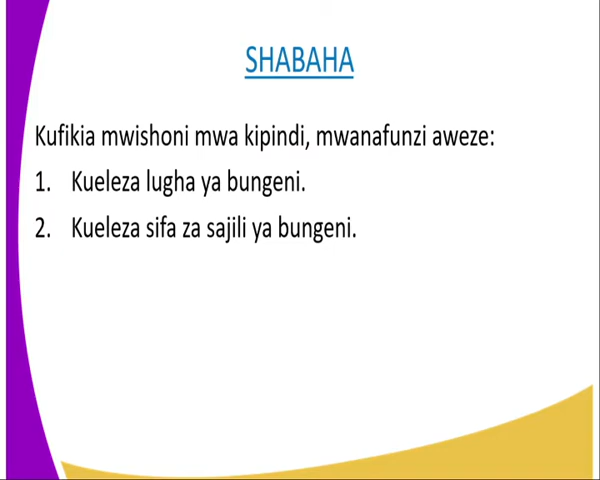 SHABAHA
Kufikia mwishoni mwa kipindi, mwanafunzi aweze:
1. Kueleza lugha ya bungeni.
2. Kueleza sifa za sajili ya bungeni.